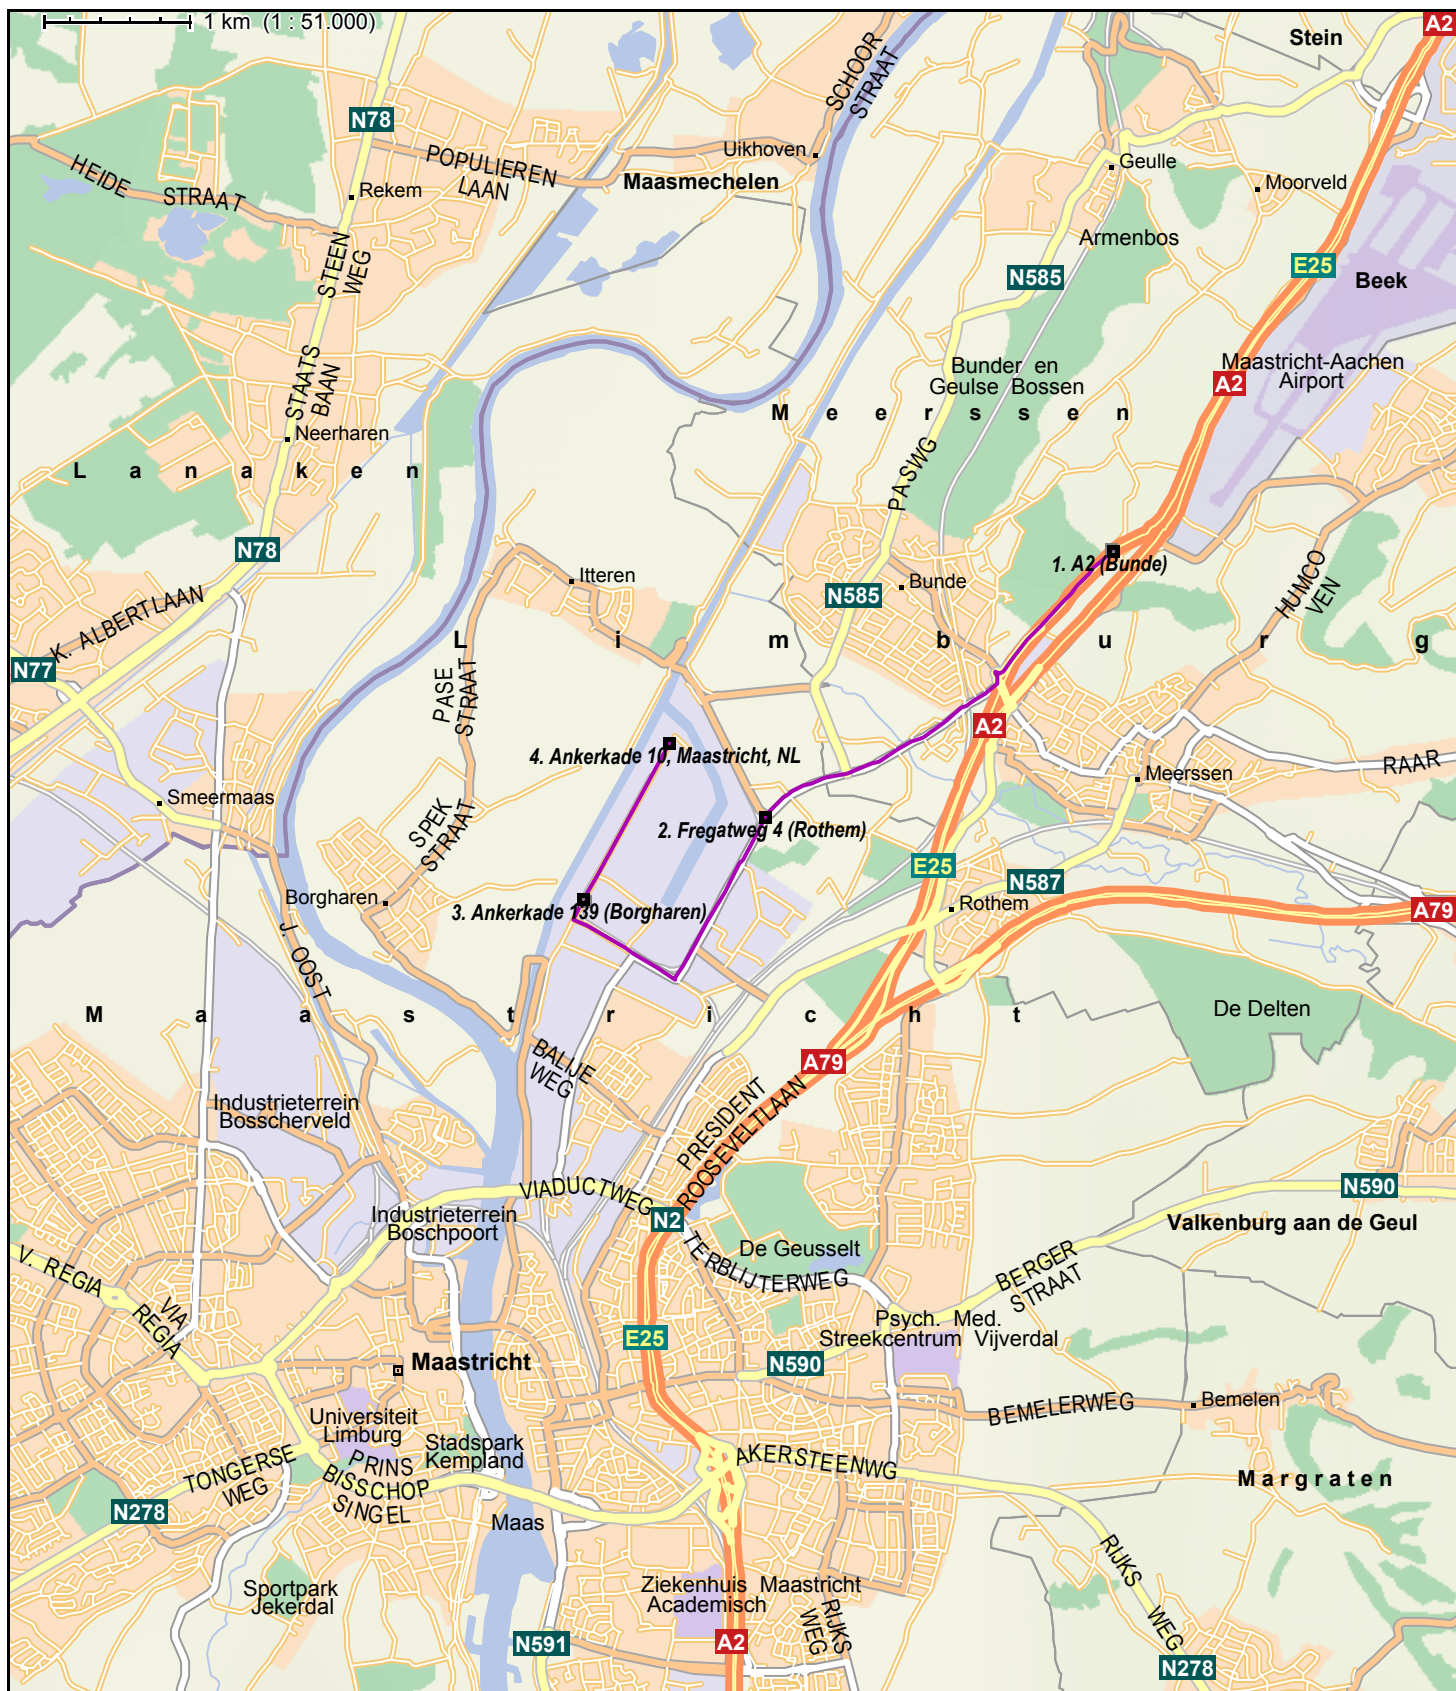 1 km (1 : 51.000)
A2
Stein
SCHOOR
STRAAT
N78
POPULIEREN
LAAN
Uikhoven
Maasmechelen
Geulle
Moorveld
HEIDE STRAAT
Rekem
Armenbos
STEEN
WEG
N585
E25
Beek
STAATS
BAAN
Bunder en
Geulse Bossen
Maastricht-Aachen
Airport
A2
Meerssen
Neerharen
Lanaken
PASWG
N78
1. A2 (Bunde)
Itteren
Bunde
N585
HUMCO
VEN
K. ALBERTLAAN
Limburg
N77
PASE
STRAAT
A2
4. Ankerkade 10, Maastricht, NL
RAAR
Meerssen
Smeermaas
SPEK
STRAAT
2. Fregatweg 4 (Rothem)
E25
N587
Borgharen
3. Ankerkade 139 (Borgharen)
Rothem
A79
J. OOST
De Delten
Maastricht
BALIJE
WEG
A79
PRESIDENT
ROOSEVELTLAAN
Industrieterrein
Bosscherveld
VIADUCTWEG
N590
Industrieterrein
Boschpoort
N2
Valkenburg aan de Geul
De Geusselt
V. REGIA
TERBLIJTERWEG
BERGER
STRAAT
VIA
REGIA
Psych. Med.
Streekcentrum Vijverdal
E25
N590
Maastricht
BEMELERWEG
Bemelen
Universiteit
Limburg
Stadspark
Kempland
AKERSTEENWG
Margraten
TONGERSE
WEG
PRINS
BISSCHOP
SINGEL
N278
Maas
RIJKS
WEG
Sportpark
Jekerdal
Ziekenhuis Maastricht
Academisch
RIJKS
WEG
N591
A2
N278